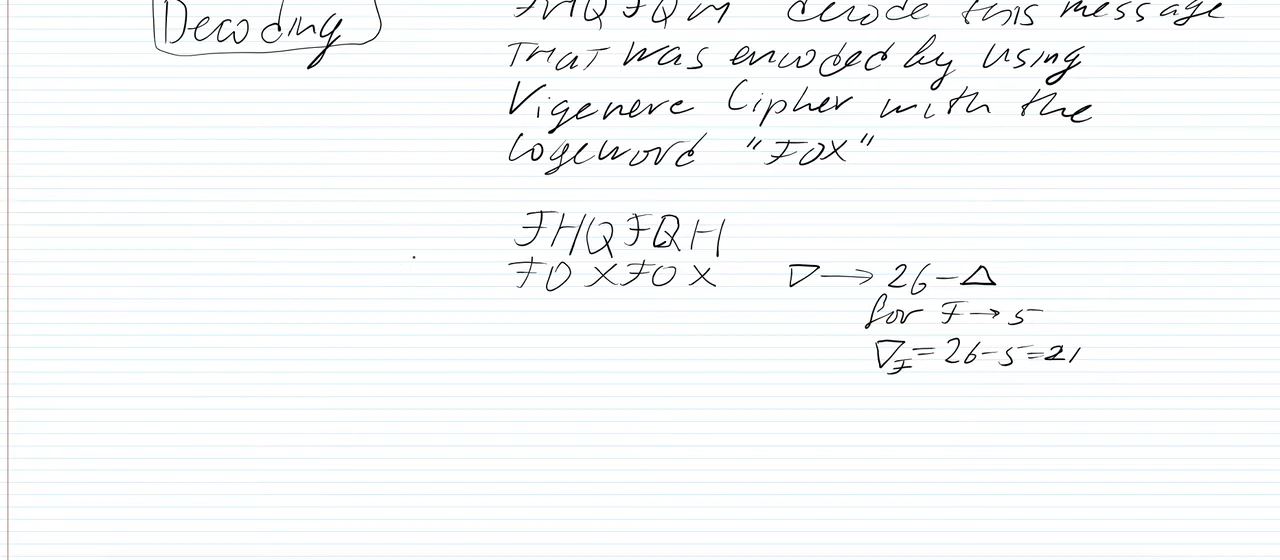 Decoding
FHQFQH decode this message
THAT was encoded by using
Vigenere Cipher with the
codeword "FOX"
FHQFQH
FOXFOX ∇→26-Δ
for F→5
∇F=26-5=21